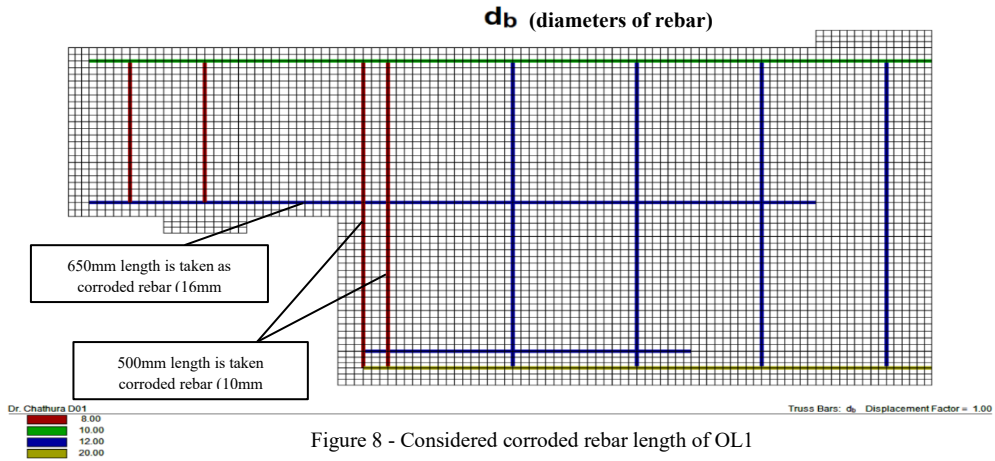 d_b (diameters of rebar)
650mm length is taken as
corroded rebar (16mm
500mm length is taken
corroded rebar (10mm
Dr. Chathura D01
Truss Bars: d_b Displacement Factor = 1.00
8.00
10.00
12.00
20.00
Figure 8 - Considered corroded rebar length of OL1